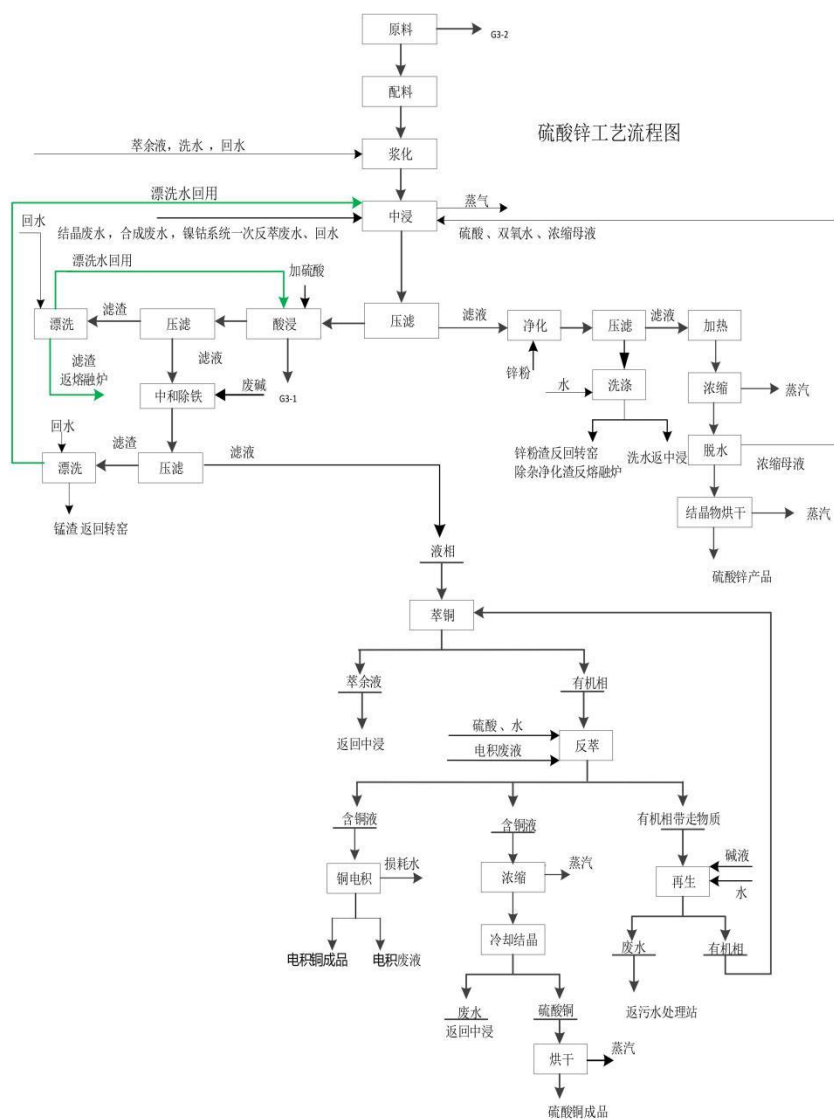 原料
G3-2
配料
硫酸锌工艺流程图
萃余液，洗水，回水
浆化
漂洗水回用
中浸
蒸气
回水
结晶废水，合成废水，镍钴系统一次反萃废水、回水
硫酸、双氧水、浓缩母液
漂洗水回用
加硫酸
漂洗
滤渣
压滤
酸浸
压滤
滤液
净化
压滤
滤液
加热
滤渣
返熔融炉
滤液
锌粉
水
洗涤
浓缩
蒸汽
中和除铁
废碱
G3-1
回水
滤渣
滤液
锌粉渣反回转窑
除杂净化渣反熔融炉
洗水返中浸
脱水
浓缩母液
漂洗
压滤
结晶物烘干
蒸汽
锰渣返回转窑
液相
硫酸锌产品
萃铜
萃余液
有机相
返回中浸
硫酸、水
电积废液
反萃
含铜液
含铜液
有机相带走物质
铜电积
损耗水
浓缩
蒸汽
再生
碱液
水
冷却结晶
电积铜成品
电积废液
废水
有机相
废水
返回中浸
硫酸铜
返污水处理站
烘干
蒸汽
硫酸铜成品